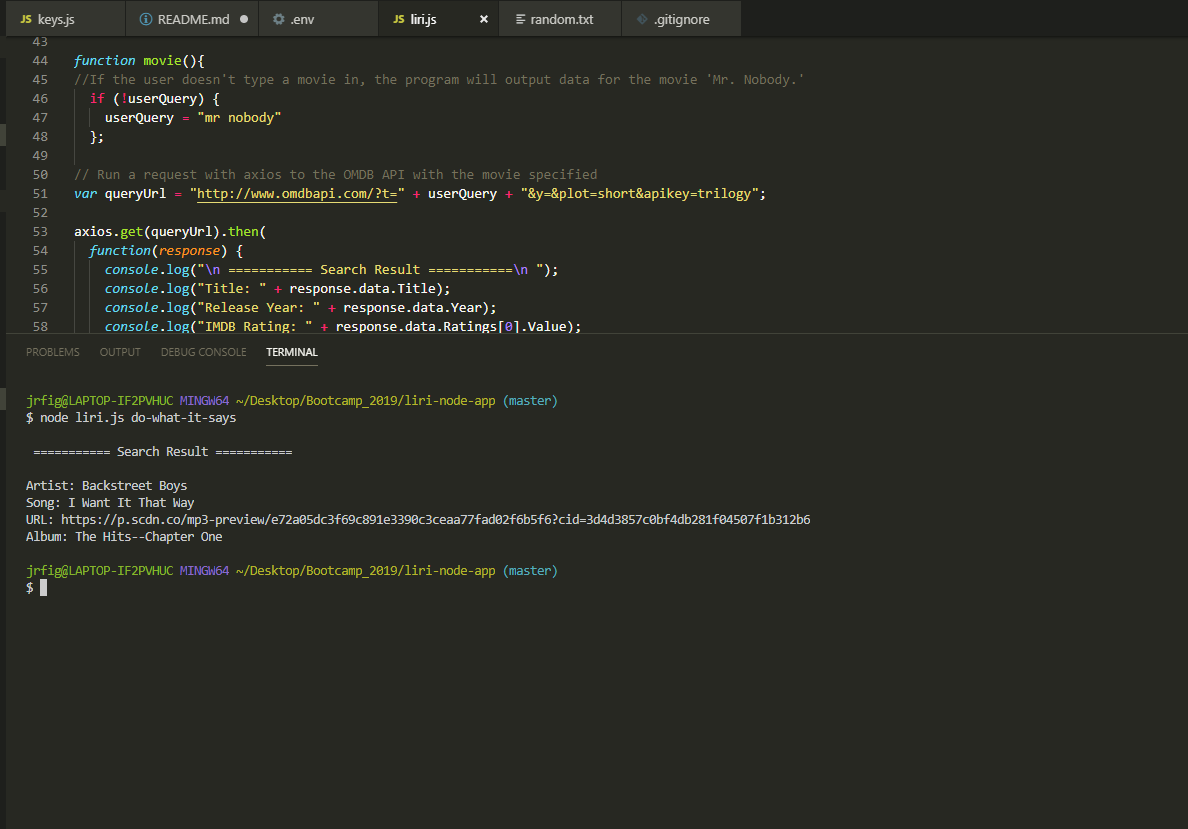 JS keys.js README.md .env JS liri.js × random.txt .gitignore
43
44 function movie(){
45 //If the user doesn't type a movie in, the program will output data for the movie 'Mr. Nobody.'
46 if (!userQuery) {
47 userQuery = "mr nobody"
48 };
49
50 // Run a request with axios to the OMDB API with the movie specified
51 var queryUrl = "http://www.omdbapi.com/?t=" + userQuery + "&y=&plot=short&apikey=trilogy";
52
53 axios.get(queryUrl).then(
54 function(response) {
55 console.log("\n =========== Search Result ===========\n ");
56 console.log("Title: " + response.data.Title);
57 console.log("Release Year: " + response.data.Year);
58 console.log("IMDB Rating: " + response.data.Ratings[0].Value);
PROBLEMS OUTPUT DEBUG CONSOLE TERMINAL
jrfig@LAPTOP-IF2PVHUC MINGW64 ~/Desktop/Bootcamp_2019/liri-node-app (master)
$ node liri.js do-what-it-says
=========== Search Result ===========
Artist: Backstreet Boys
Song: I Want It That Way
URL: https://p.scdn.co/mp3-preview/e72a05dc3f69c891e3390c3ceaa77fad02f6b5f6?cid=3d4d3857c0bf4db281f04507f1b312b6
Album: The Hits--Chapter One
jrfig@LAPTOP-IF2PVHUC MINGW64 ~/Desktop/Bootcamp_2019/liri-node-app (master)
$